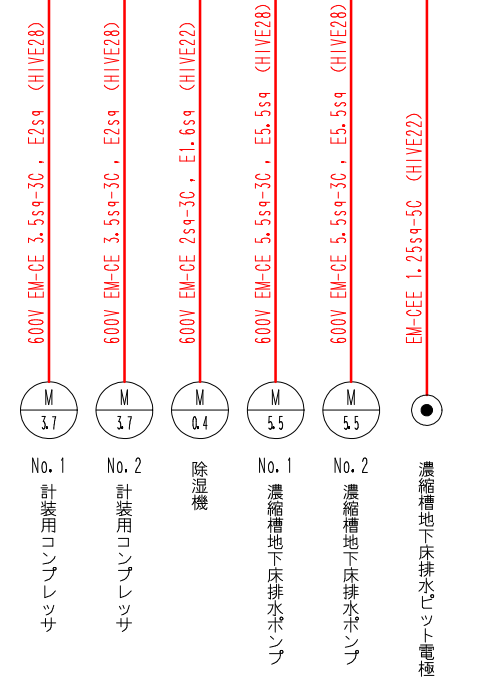 600V EM-CE 3.5sq-3C , E2sq (HIVE28)
600V EM-CE 3.5sq-3C , E2sq (HIVE28)
600V EM-CE 2sq-3C , E1.6sq (HIVE22)
600V EM-CE 5.5sq-3C , E5.5sq (HIVE28)
600V EM-CE 5.5sq-3C , E5.5sq (HIVE28)
EM-CEE 1.25sq-5C (HIVE22)
M
3.7
M
3.7
M
0.4
M
5.5
M
5.5
No.1
計装用コンプレッサ
No.2
計装用コンプレッサ
除湿機
No.1
濃縮槽地下床排水ポンプ
No.2
濃縮槽地下床排水ポンプ
濃縮槽地下床排水ピット電極